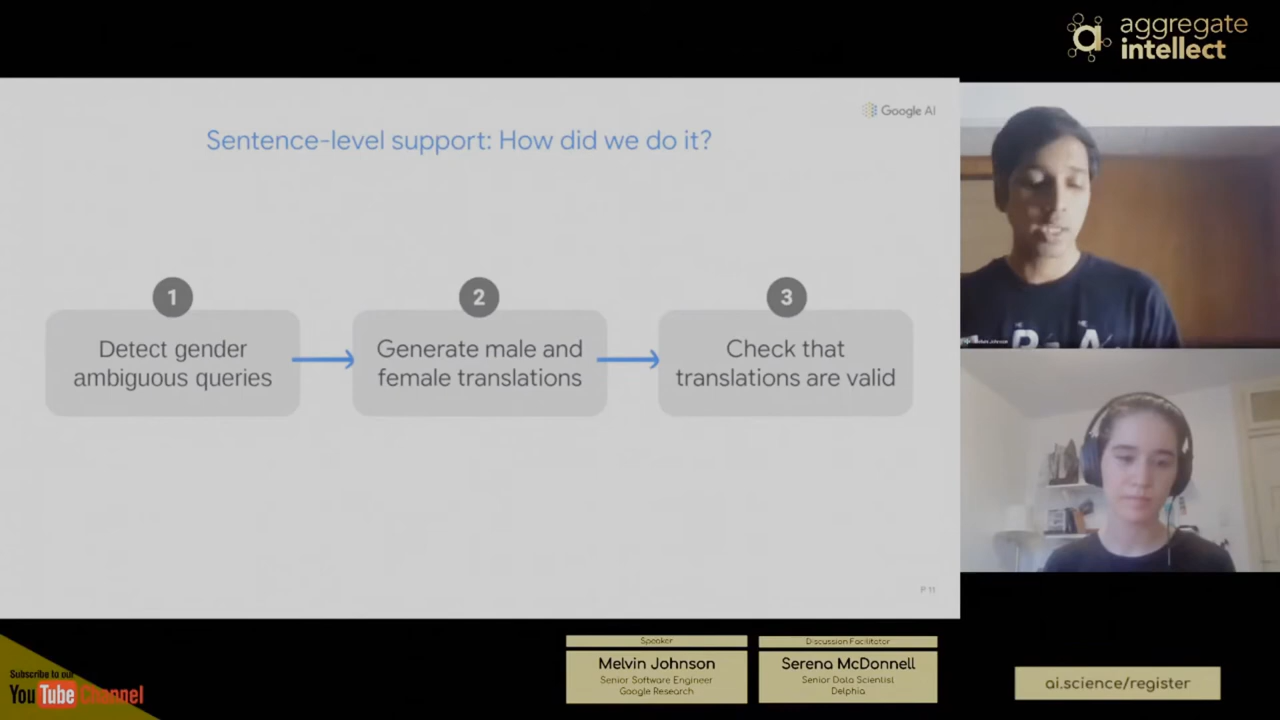 aggregate
intellect
Google AI
Sentence-level support: How did we do it?
1
Detect gender
ambiguous queries
2
Generate male and
female translations
3
Check that
translations are valid
P 11
Johnson
Subscribe to our
YouTube Channel
Speaker
Melvin Johnson
Senior Software Engineer
Google Research
Discussion Facilitator
Serena McDonnell
Senior Data Scientist
Delphia
ai.science/register